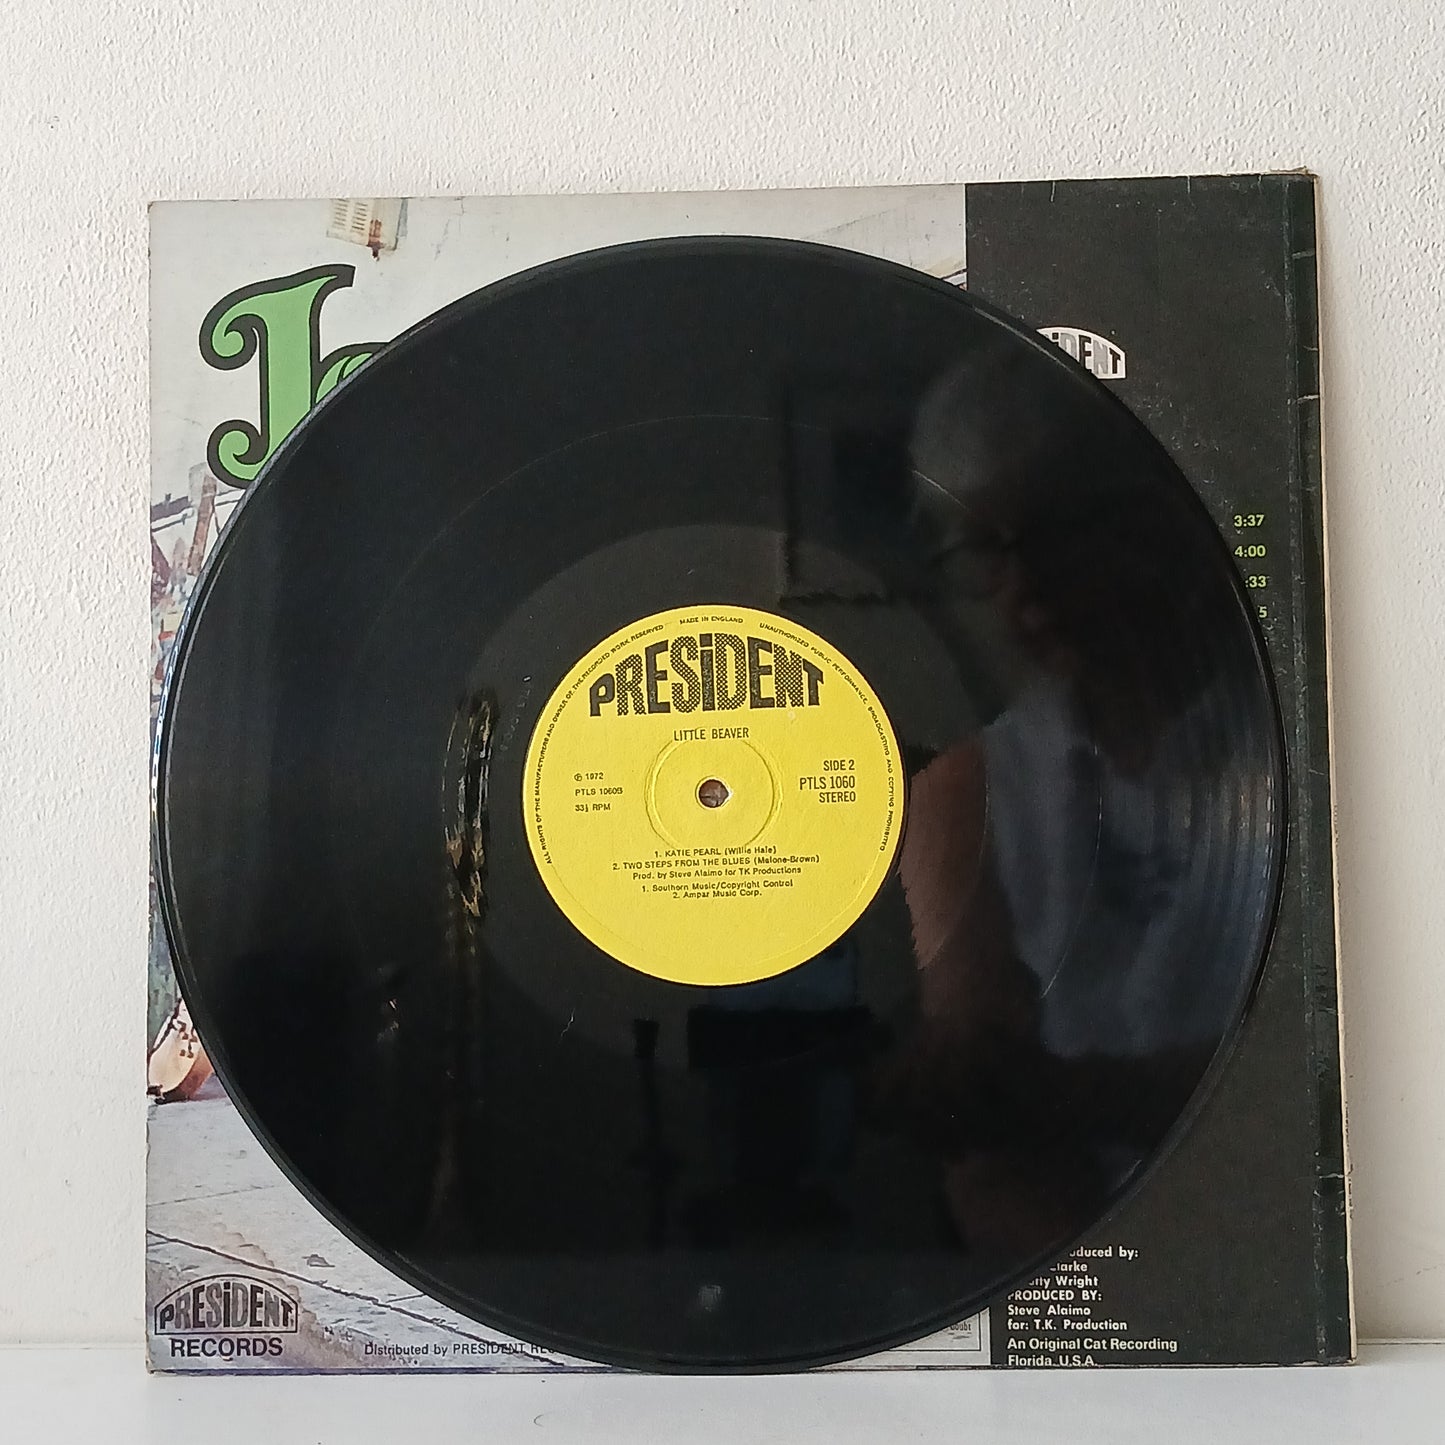 PRESiDENT
ALL RIGHTS OF THE MANUFACTURERS AND OWNER OF THE RECORDED WORK RESERVED MADE IN ENGLAND UNAUTHORIZED PUBLIC PERFORMANCE, BROADCASTING AND COPYING PROHIBITED
LITTLE BEAVER
℗ 1972
PTLS 1060B
33⅓ RPM
SIDE 2
PTLS 1060
STEREO
1. KATIE PEARL (Willie Hale)
2. TWO STEPS FROM THE BLUES (Malone-Brown)
Prod. by Steve Alaimo for TK Productions
1. Southern Music/Copyright Control
2. Ampar Music Corp.
3:37
4:00
:33
PRESiDENT
RECORDS
Distributed by PRESIDENT
by:
Wright
PRODUCED BY:
Steve Alaimo
for: T.K. Production
An Original Cat Recording
Florida, U.S.A.